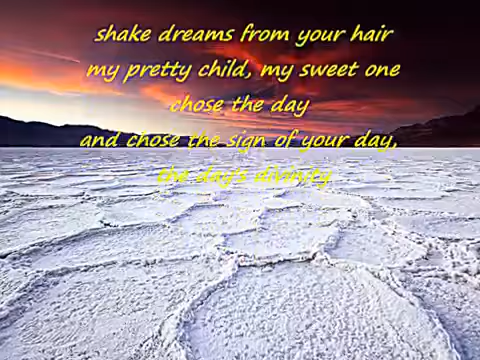 shake dreams from your hair
my pretty child, my sweet one
chose the day
and chose the sign of your day,
the day's divinity